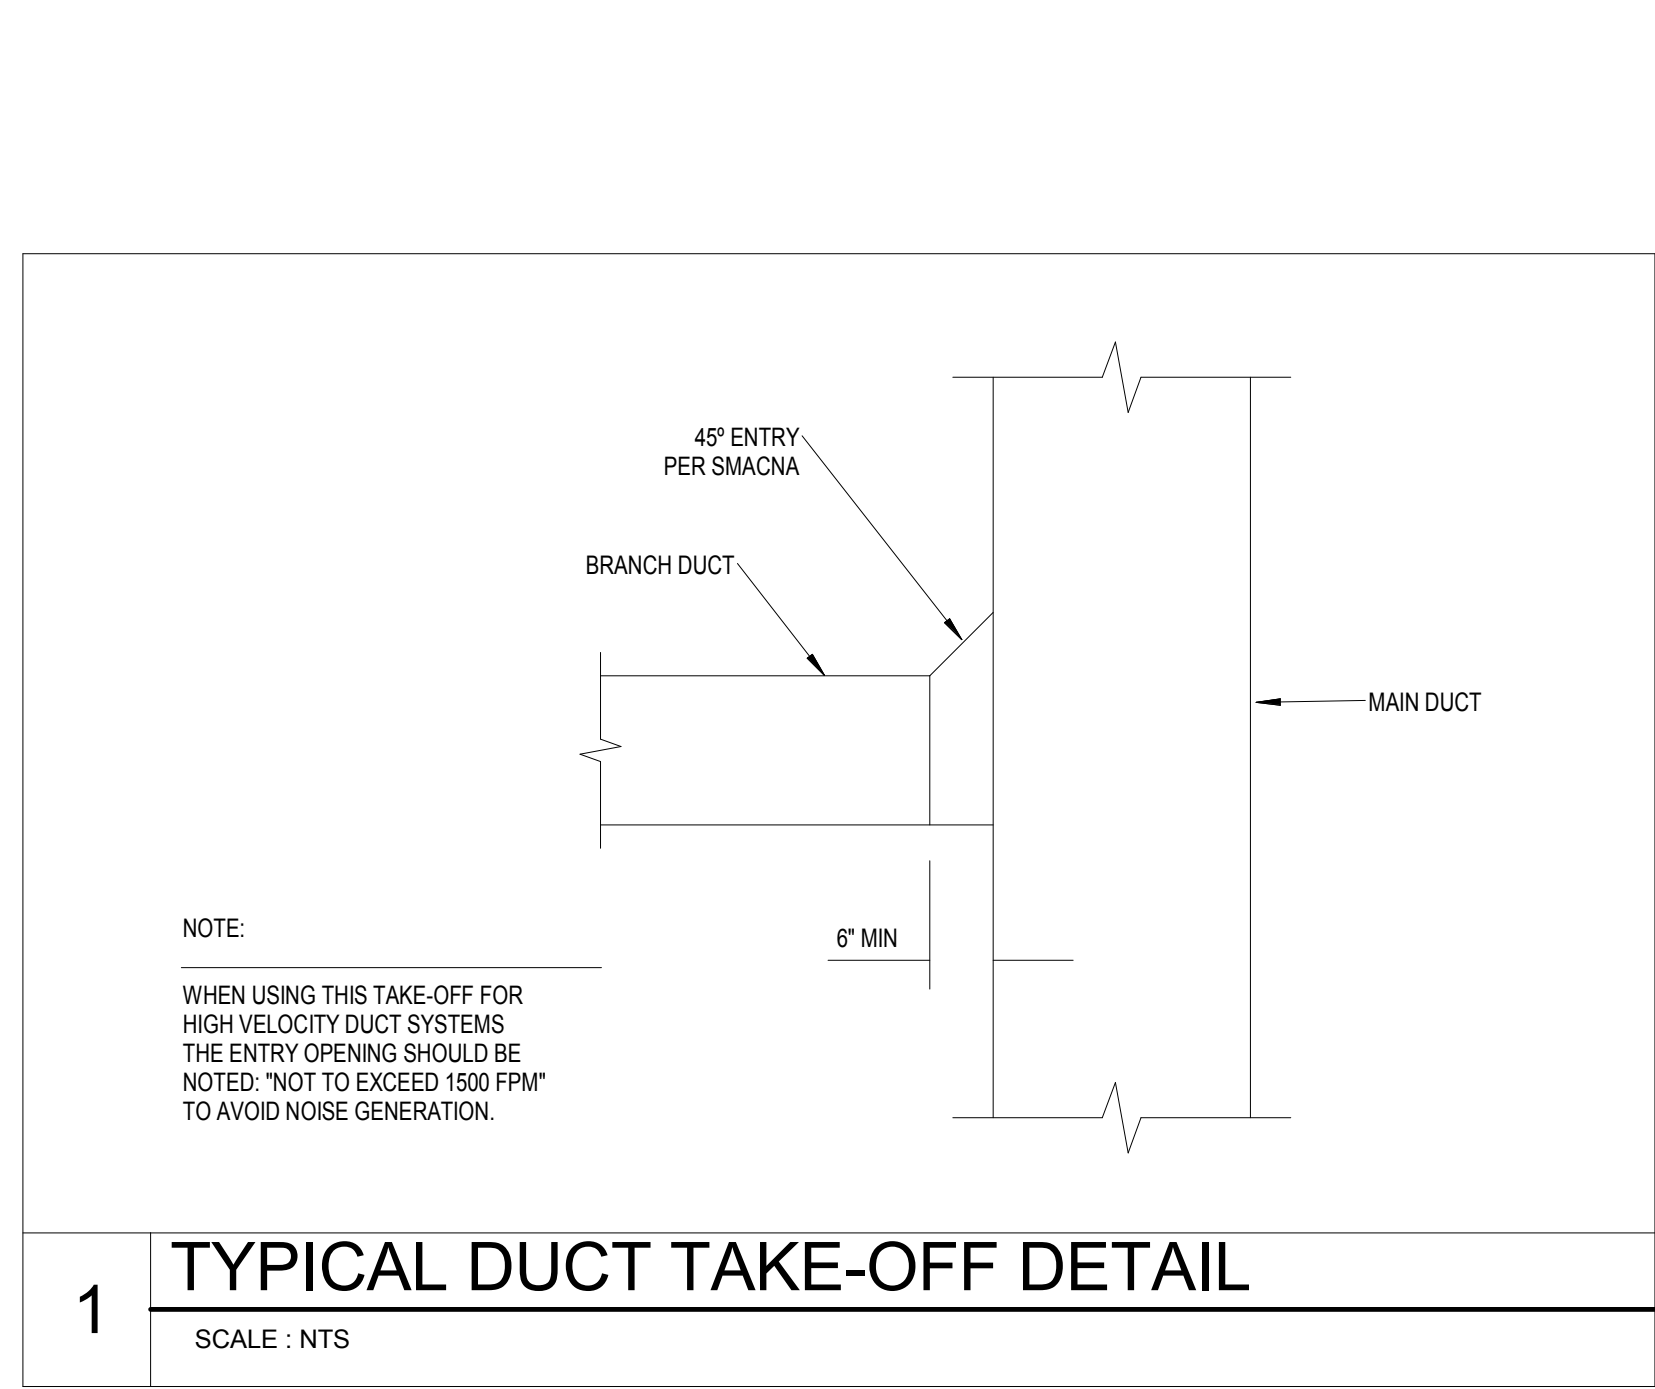 45º ENTRY
PER SMACNA
BRANCH DUCT
MAIN DUCT
6" MIN
NOTE:
WHEN USING THIS TAKE-OFF FOR
HIGH VELOCITY DUCT SYSTEMS
THE ENTRY OPENING SHOULD BE
NOTED: "NOT TO EXCEED 1500 FPM"
TO AVOID NOISE GENERATION.
1
TYPICAL DUCT TAKE-OFF DETAIL
SCALE : NTS